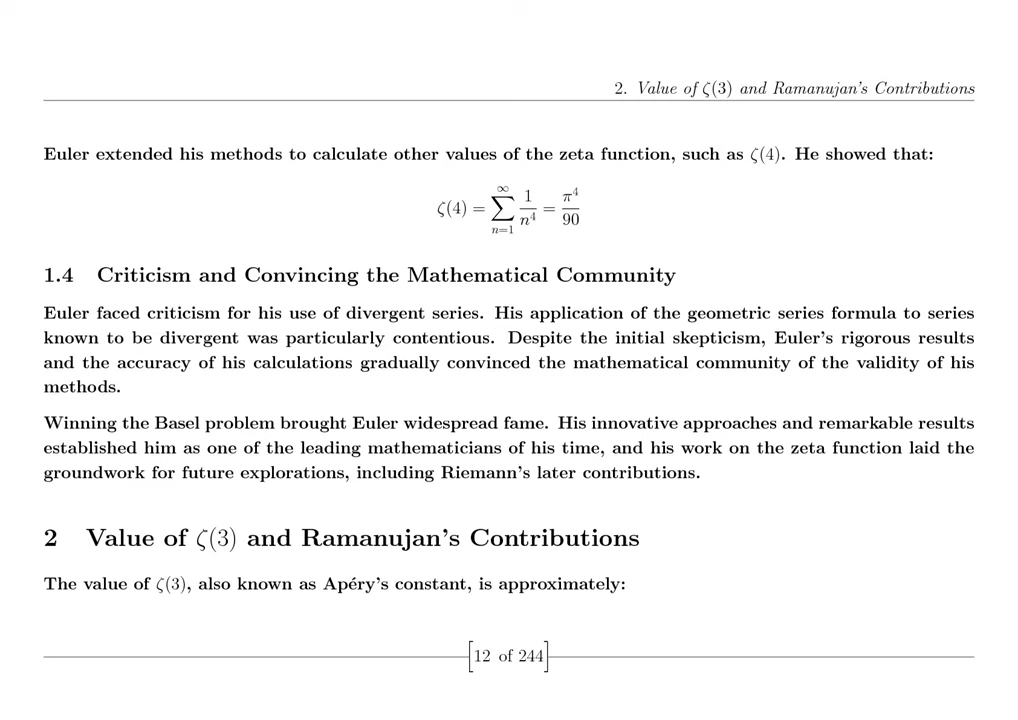 2. Value of ζ(3) and Ramanujan's Contributions
Euler extended his methods to calculate other values of the zeta function, such as ζ(4). He showed that:
ζ(4) = ∑_{n=1}^{∞} 1/n^4 = π^4/90
1.4 Criticism and Convincing the Mathematical Community
Euler faced criticism for his use of divergent series. His application of the geometric series formula to series
known to be divergent was particularly contentious. Despite the initial skepticism, Euler's rigorous results
and the accuracy of his calculations gradually convinced the mathematical community of the validity of his
methods.
Winning the Basel problem brought Euler widespread fame. His innovative approaches and remarkable results
established him as one of the leading mathematicians of his time, and his work on the zeta function laid the
groundwork for future explorations, including Riemann's later contributions.
2 Value of ζ(3) and Ramanujan's Contributions
The value of ζ(3), also known as Apéry's constant, is approximately:
[12 of 244]